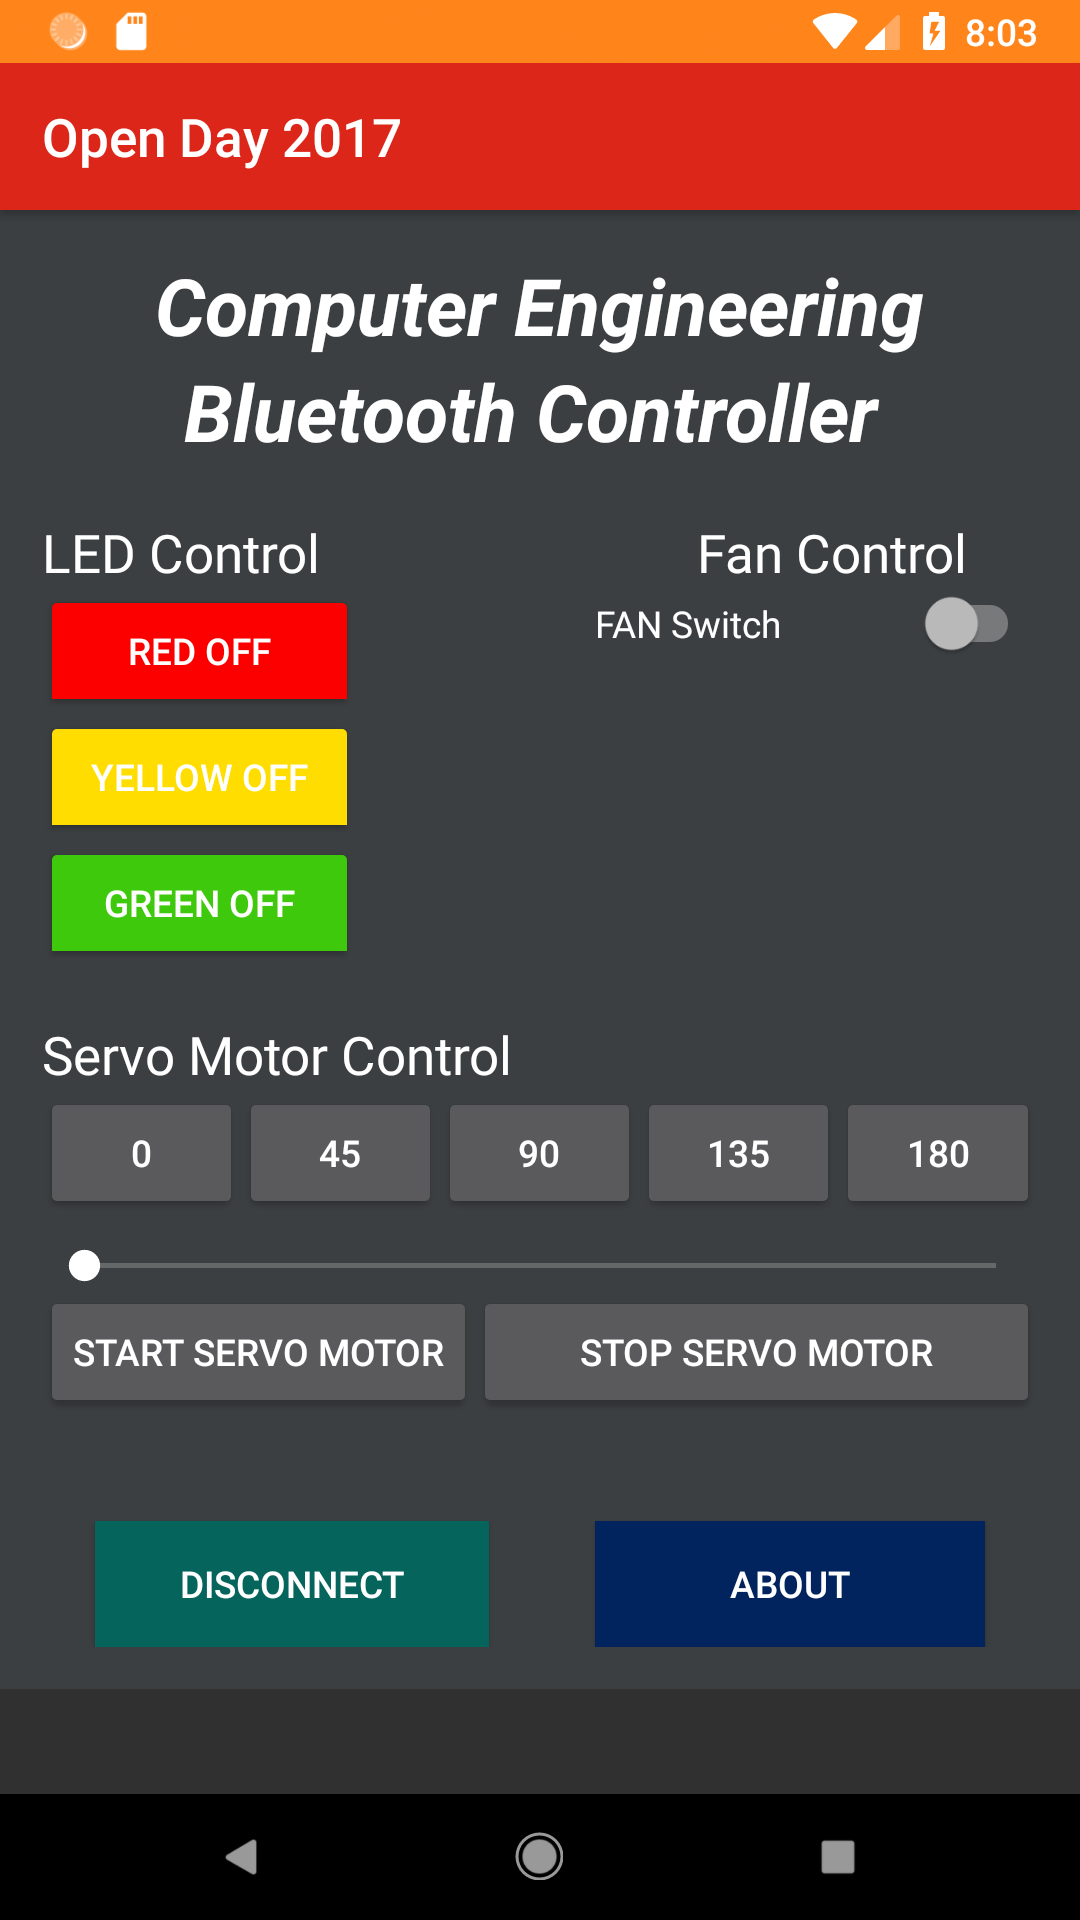 8:03
Open Day 2017
Computer Engineering
Bluetooth Controller
LED Control
Fan Control
RED OFF
FAN Switch
YELLOW OFF
GREEN OFF
Servo Motor Control
0 45 90 135 180
START SERVO MOTOR STOP SERVO MOTOR
DISCONNECT ABOUT